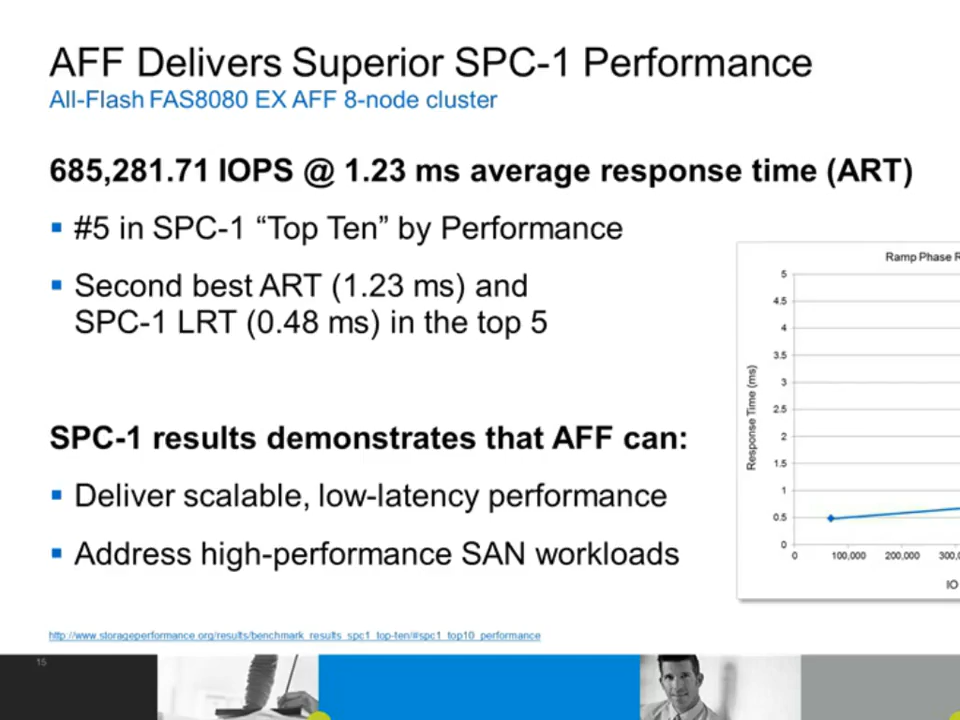 AFF Delivers Superior SPC-1 Performance
All-Flash FAS8080 EX AFF 8-node cluster
685,281.71 IOPS @ 1.23 ms average response time (ART)
#5 in SPC-1 “Top Ten” by Performance
Second best ART (1.23 ms) and
SPC-1 LRT (0.48 ms) in the top 5
SPC-1 results demonstrates that AFF can:
Deliver scalable, low-latency performance
Address high-performance SAN workloads
Ramp Phase R
Response Time (ms)
5
4.5
4
3.5
3
2.5
2
1.5
1
0.5
0
0 100,000 200,000 300,0
IO
http://www.storageperformance.org/results/benchmark_results_spc1_top-ten/#spc1_top10_performance
15